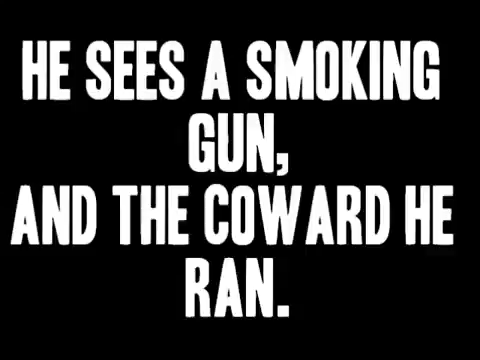 HE SEES A SMOKING
GUN,
AND THE COWARD HE
RAN.